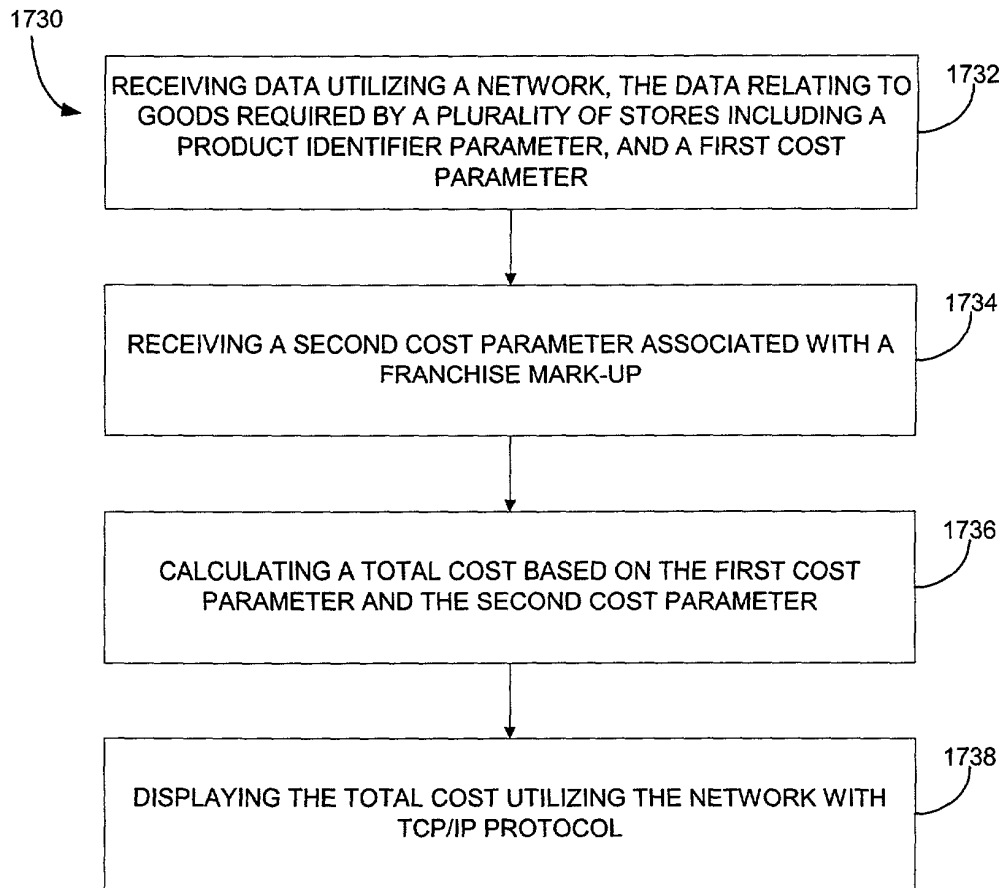 1730
RECEIVING DATA UTILIZING A NETWORK, THE DATA RELATING TO
GOODS REQUIRED BY A PLURALITY OF STORES INCLUDING A
PRODUCT IDENTIFIER PARAMETER, AND A FIRST COST
PARAMETER
1732
RECEIVING A SECOND COST PARAMETER ASSOCIATED WITH A
FRANCHISE MARK-UP
1734
CALCULATING A TOTAL COST BASED ON THE FIRST COST
PARAMETER AND THE SECOND COST PARAMETER
1736
DISPLAYING THE TOTAL COST UTILIZING THE NETWORK WITH
TCP/IP PROTOCOL
1738